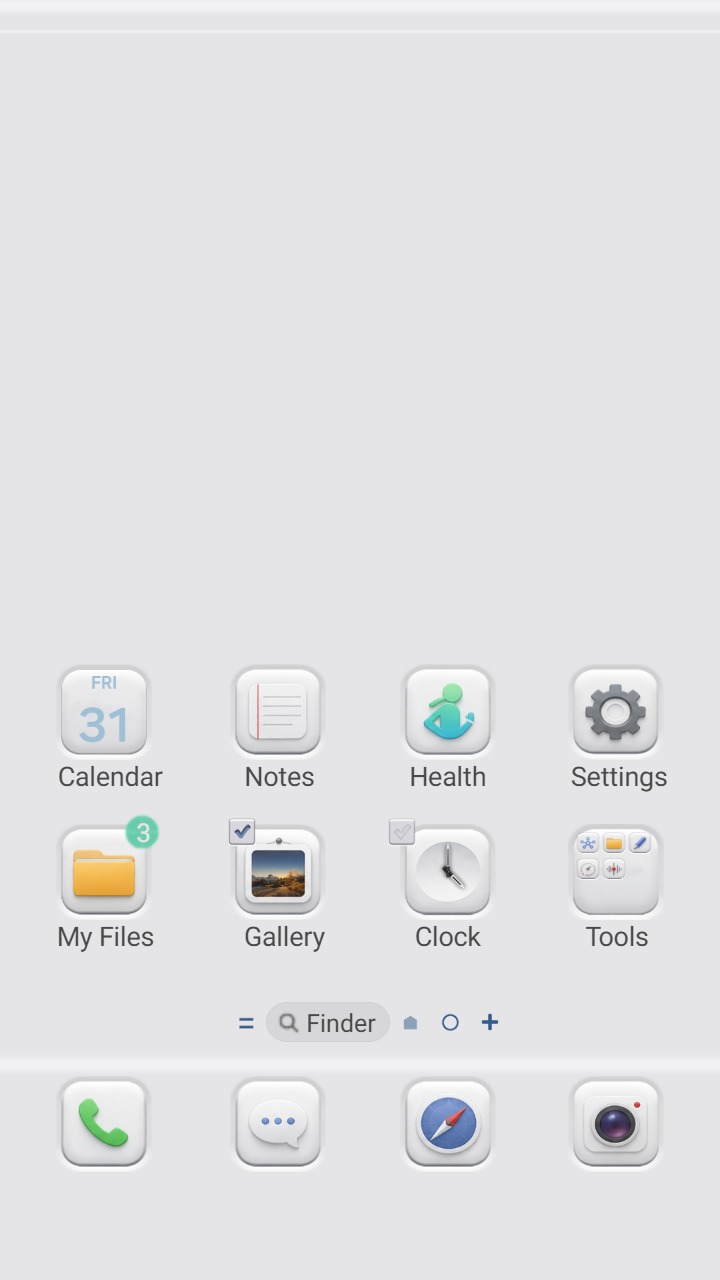 FRI
31
Calendar
Notes
Health
Settings
3
My Files
Gallery
Clock
Tools
Finder